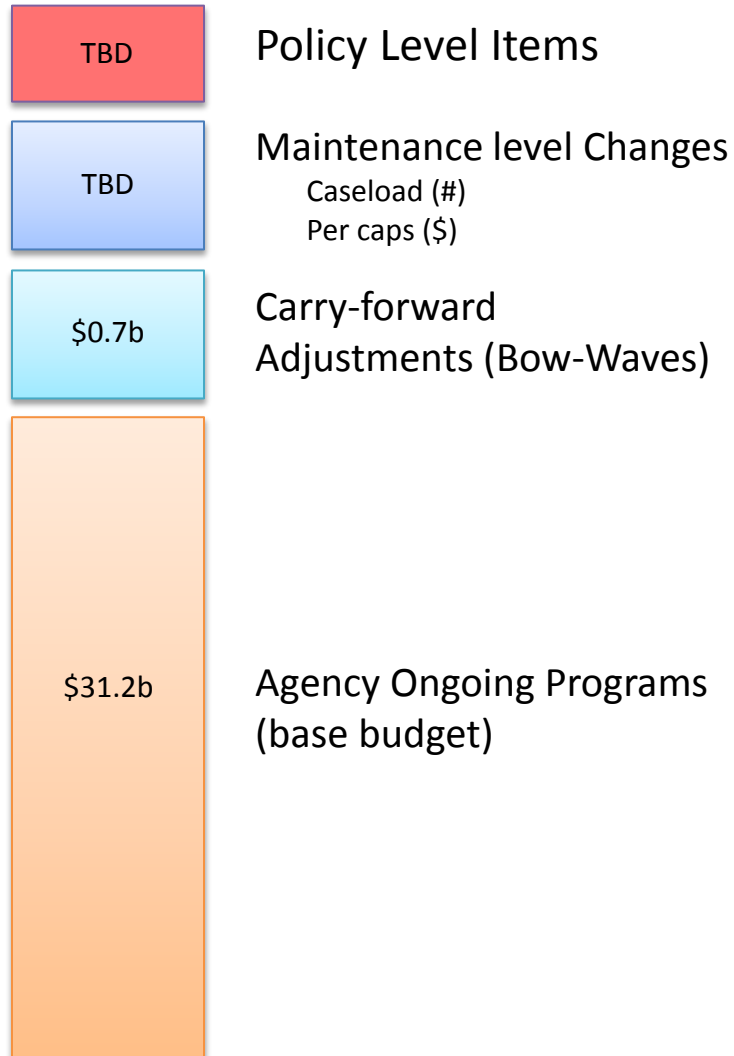 TBD
Policy Level Items
TBD
Maintenance level Changes
Caseload (#)
Per caps ($)
$0.7b
Carry-forward
Adjustments (Bow-Waves)
$31.2b
Agency Ongoing Programs
(base budget)